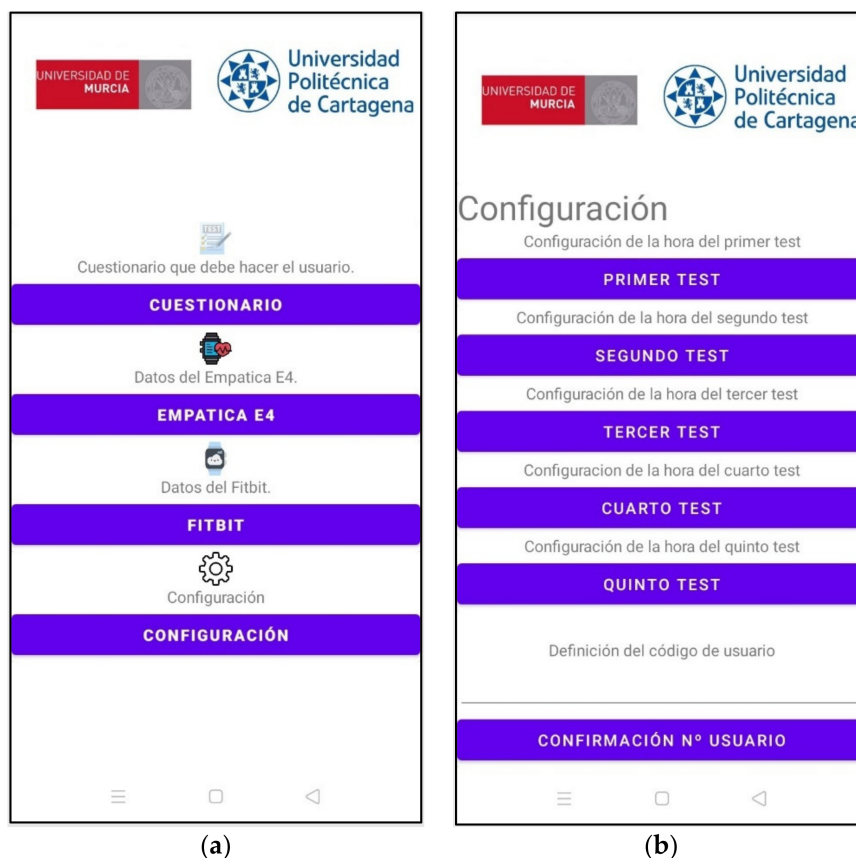 UNIVERSIDAD DE
MURCIA
Universidad
Politécnica
de Cartagena
TEST
Cuestionario que debe hacer el usuario.
CUESTIONARIO
Datos del Empatica E4.
EMPATICA E4
Datos del Fitbit.
FITBIT
Configuración
CONFIGURACIÓN
(a)
UNIVERSIDAD DE
MURCIA
Universidad
Politécnica
de Cartagena
Configuración
Configuración de la hora del primer test
PRIMER TEST
Configuración de la hora del segundo test
SEGUNDO TEST
Configuración de la hora del tercer test
TERCER TEST
Configuracion de la hora del cuarto test
CUARTO TEST
Configuración de la hora del quinto test
QUINTO TEST
Definición del código de usuario
CONFIRMACIÓN Nº USUARIO
(b)